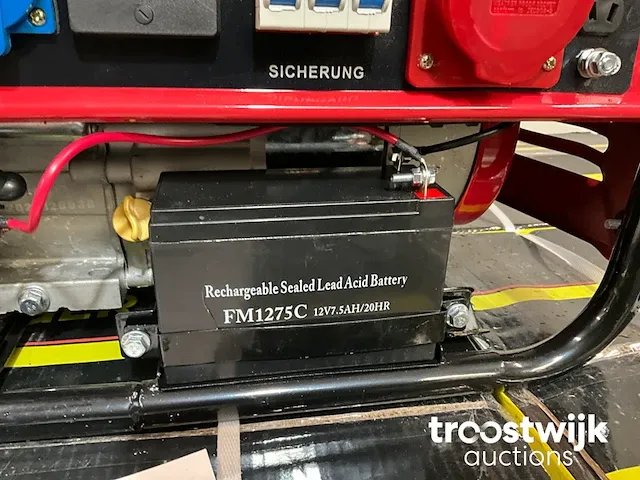 SICHERUNG
Rechargeable Sealed Lead Acid Battery
FM1275C 12V7.5AH/20HR
troostwijk
auctions